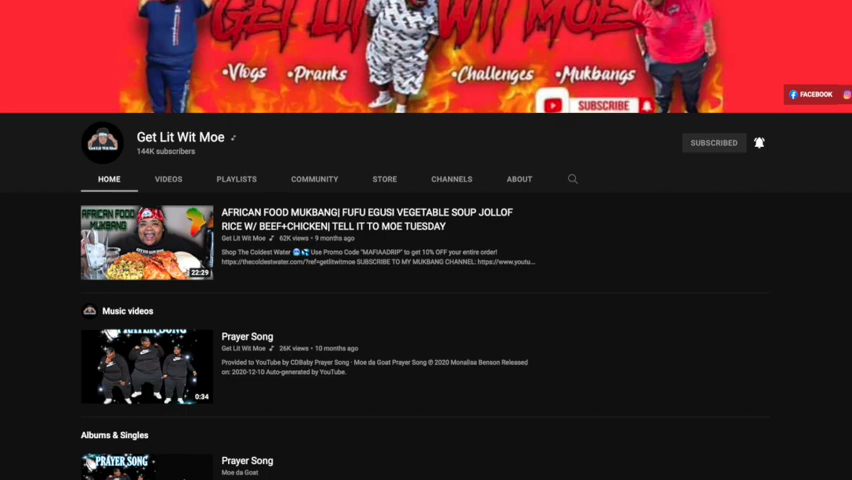 GET LIT WIT MOE
•Vlogs •Pranks •Challenges •Mukbangs
SUBSCRIBE
FACEBOOK
Get Lit Wit Moe
144K subscribers
SUBSCRIBED
HOME VIDEOS PLAYLISTS COMMUNITY STORE CHANNELS ABOUT
AFRICAN FOOD
MUKBANG
22:29
AFRICAN FOOD MUKBANG| FUFU EGUSI VEGETABLE SOUP JOLLOF
RICE W/ BEEF+CHICKEN| TELL IT TO MOE TUESDAY
Get Lit Wit Moe 62K views • 9 months ago
Shop The Coldest Water 🥶💦 Use Promo Code "MAFIAADRIP" to get 10% OFF your entire order!
https://thecoldestwater.com/?ref=getlitwitmoe SUBSCRIBE TO MY MUKBANG CHANNEL: https://www.youtu...
Music videos
PRAYER SONG
0:34
Prayer Song
Get Lit Wit Moe 26K views • 10 months ago
Provided to YouTube by CDBaby Prayer Song · Moe da Goat Prayer Song ℗ 2020 Mona8sa Benson Released
on: 2020-12-10 Auto-generated by YouTube.
Albums & Singles
PRAYER SONG
Prayer Song
Moe da Goat